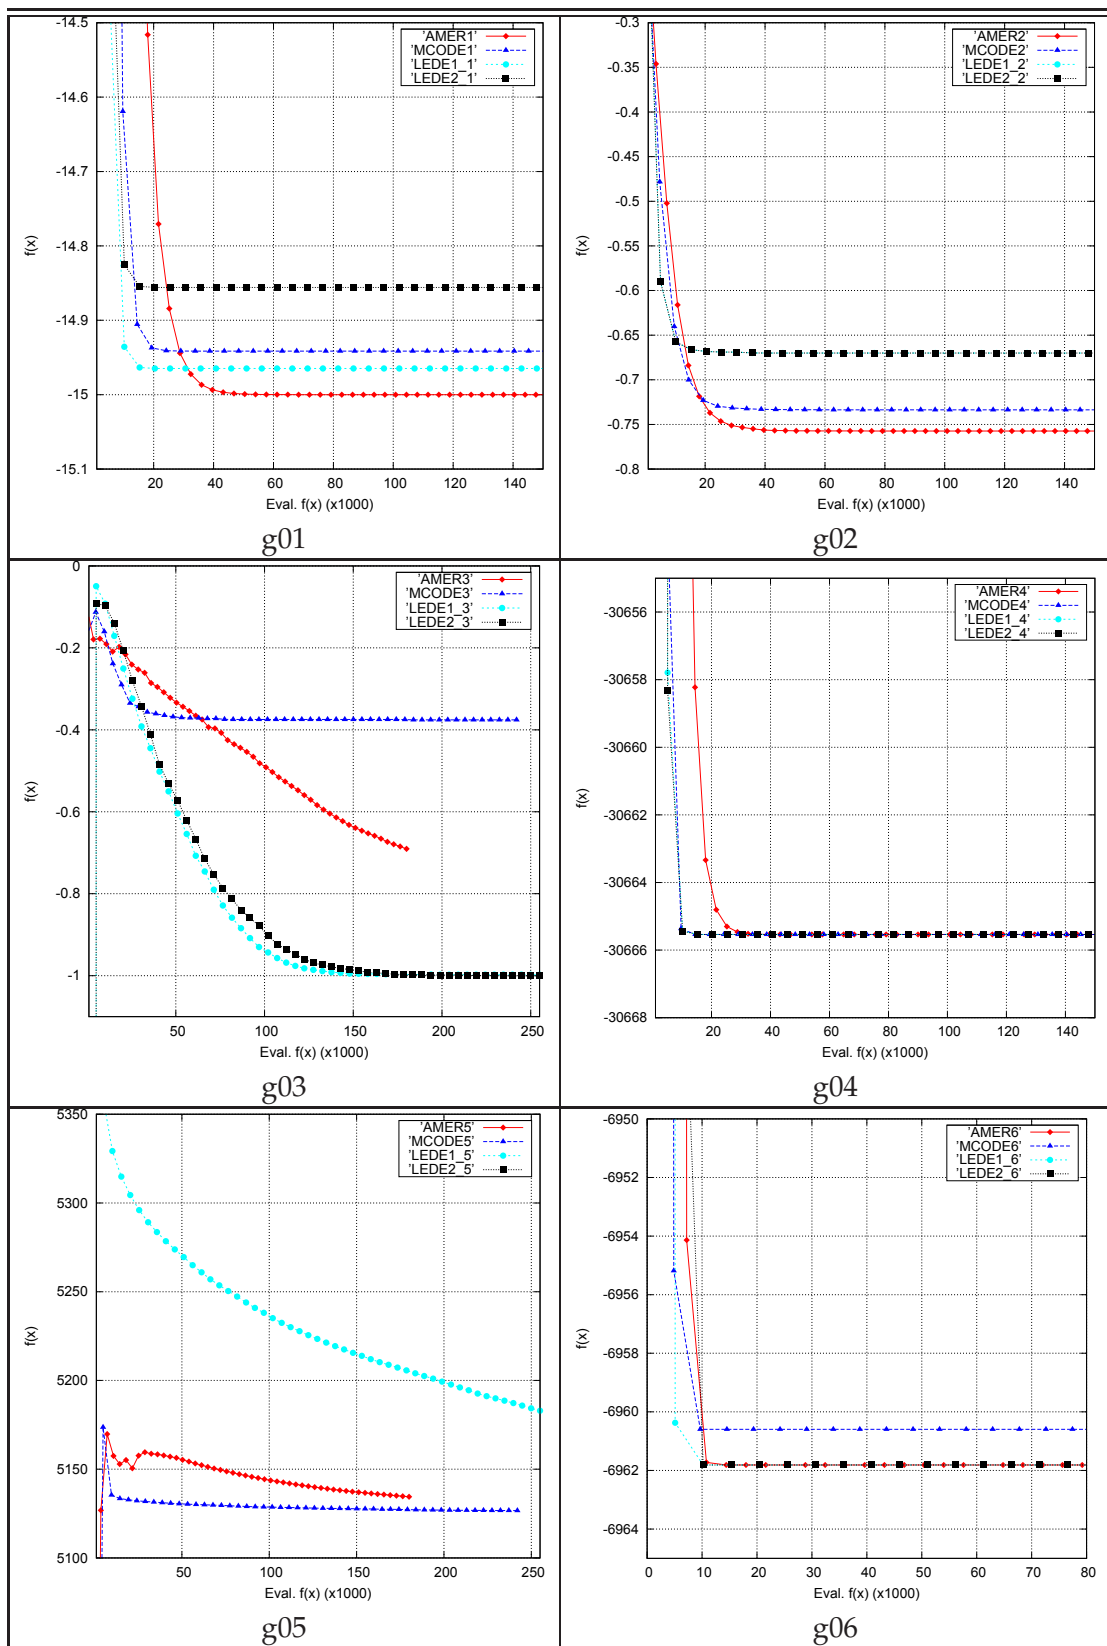 -14.5
-14.6
-14.7
-14.8
-14.9
-15
-15.1
f(x)
'AMER1'
'MCODE1'
'LEDE1_1'
'LEDE2_1'
20 40 60 80 100 120 140
Eval. f(x) (x1000)
g01
-0.3
-0.35
-0.4
-0.45
-0.5
-0.55
-0.6
-0.65
-0.7
-0.75
-0.8
f(x)
'AMER2'
'MCODE2'
'LEDE1_2'
'LEDE2_2'
20 40 60 80 100 120 140
Eval. f(x) (x1000)
g02
0
-0.2
-0.4
-0.6
-0.8
-1
f(x)
'AMER3'
'MCODE3'
'LEDE1_3'
'LEDE2_3'
50 100 150 200 250
Eval. f(x) (x1000)
g03
-30656
-30658
-30660
-30662
-30664
-30666
-30668
f(x)
'AMER4'
'MCODE4'
'LEDE1_4'
'LEDE2_4'
20 40 60 80 100 120 140
Eval. f(x) (x1000)
g04
5350
5300
5250
5200
5150
5100
f(x)
'AMER5'
'MCODE5'
'LEDE1_5'
'LEDE2_5'
50 100 150 200 250
Eval. f(x) (x1000)
g05
-6950
-6952
-6954
-6956
-6958
-6960
-6962
-6964
f(x)
'AMER6'
'MCODE6'
'LEDE1_6'
'LEDE2_6'
0 10 20 30 40 50 60 70 80
Eval. f(x) (x1000)
g06